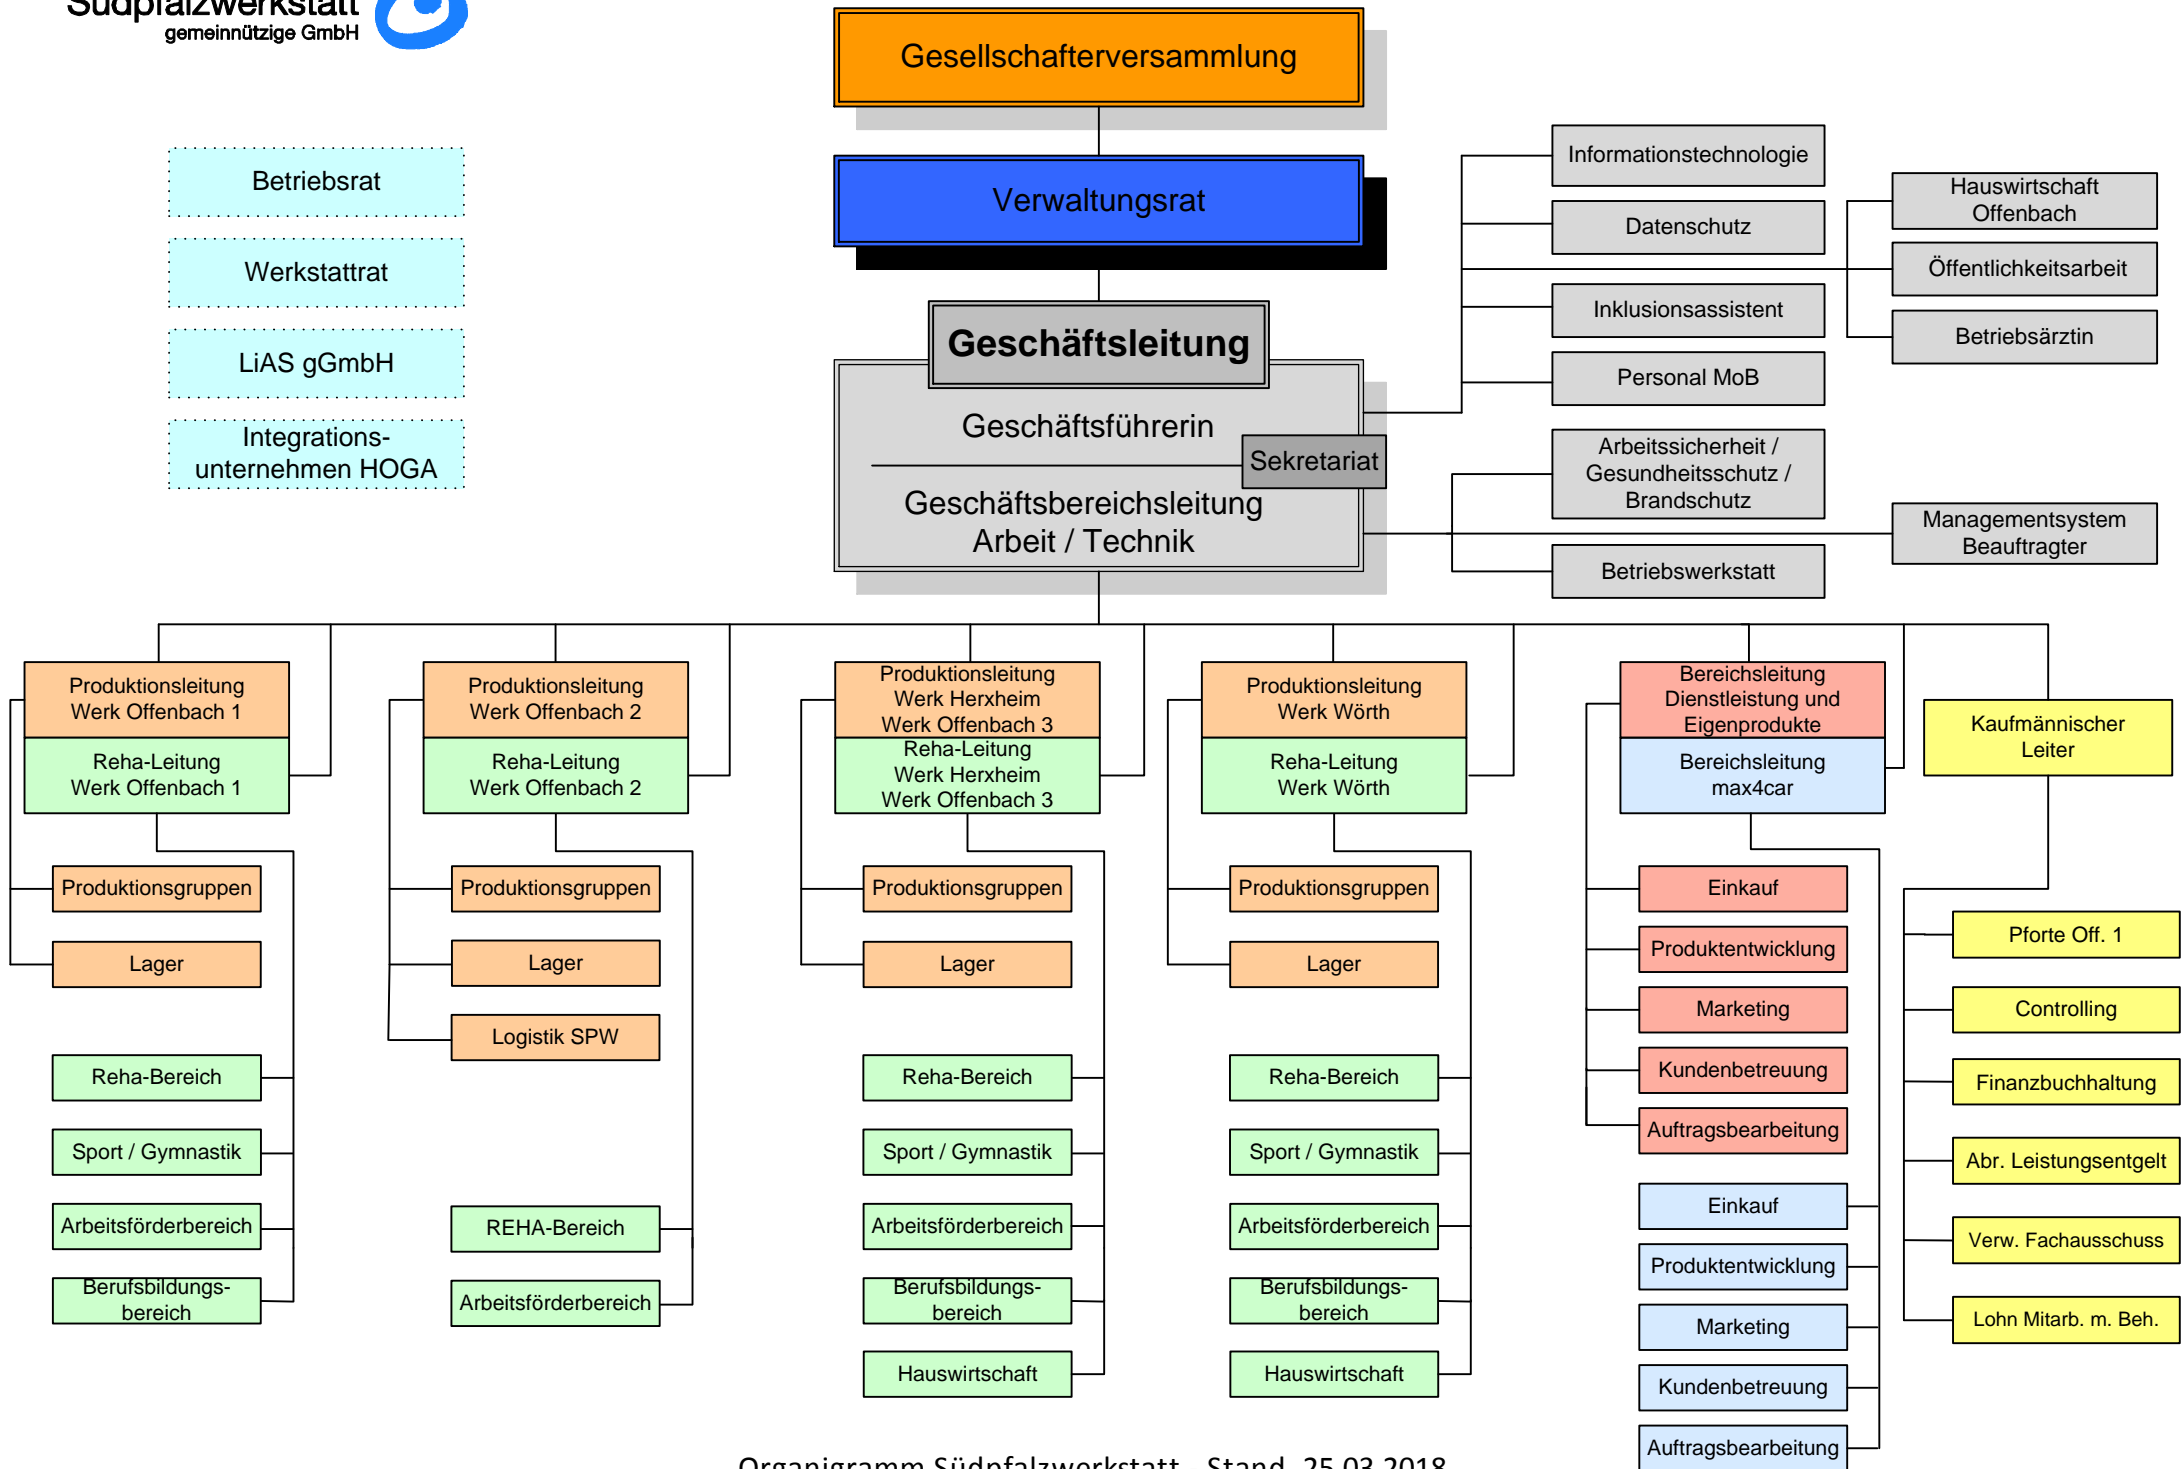 Südpfalzwerkstatt
gemeinnützige GmbH
Gesellschafterversammlung
Verwaltungsrat
Geschäftsleitung
Geschäftsführerin
Sekretariat
Geschäftsbereichsleitung
Arbeit / Technik
Betriebsrat
Werkstattrat
LiAS gGmbH
Integrations-
unternehmen HOGA
Informationstechnologie
Datenschutz
Inklusionsassistent
Personal MoB
Hauswirtschaft
Offenbach
Öffentlichkeitsarbeit
Betriebsärztin
Arbeitssicherheit /
Gesundheitsschutz /
Brandschutz
Betriebswerkstatt
Managementsystem
Beauftragter
Produktionsleitung
Werk Offenbach 1
Reha-Leitung
Werk Offenbach 1
Produktionsgruppen
Lager
Reha-Bereich
Sport / Gymnastik
Arbeitsförderbereich
Berufsbildungs-
bereich
Produktionsleitung
Werk Offenbach 2
Reha-Leitung
Werk Offenbach 2
Produktionsgruppen
Lager
Logistik SPW
REHA-Bereich
Arbeitsförderbereich
Produktionsleitung
Werk Herxheim
Werk Offenbach 3
Reha-Leitung
Werk Herxheim
Werk Offenbach 3
Produktionsgruppen
Lager
Reha-Bereich
Sport / Gymnastik
Arbeitsförderbereich
Berufsbildungs-
bereich
Hauswirtschaft
Produktionsleitung
Werk Wörth
Reha-Leitung
Werk Wörth
Produktionsgruppen
Lager
Reha-Bereich
Sport / Gymnastik
Arbeitsförderbereich
Berufsbildungs-
bereich
Hauswirtschaft
Bereichsleitung
Dienstleistung und
Eigenprodukte
Bereichsleitung
max4car
Einkauf
Produktentwicklung
Marketing
Kundenbetreuung
Auftragsbearbeitung
Einkauf
Produktentwicklung
Marketing
Kundenbetreuung
Auftragsbearbeitung
Kaufmännischer
Leiter
Pforte Off. 1
Controlling
Finanzbuchhaltung
Abr. Leistungsentgelt
Verw. Fachausschuss
Lohn Mitarb. m. Beh.
Organigramm Südpfalzwerkstatt - Stand 25.03.2018